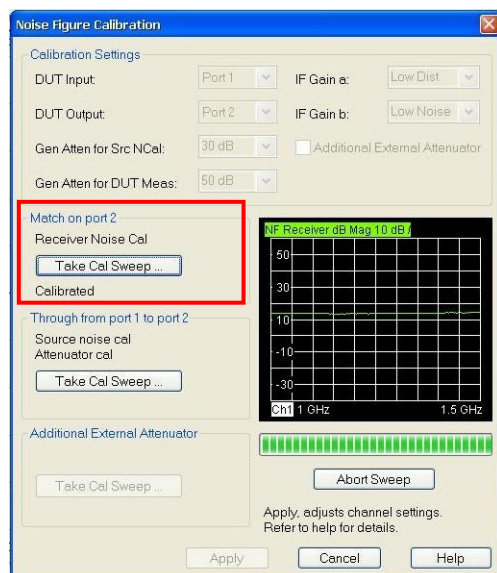 Noise Figure Calibration
Calibration Settings
DUT Input: Port 1 IF Gain a: Low Dist
DUT Output: Port 2 IF Gain b: Low Noise
Gen Atten for Src NCal: 30 dB Additional External Attenuator
Gen Atten for DUT Meas: 50 dB
Match on port 2
Receiver Noise Cal
Take Cal Sweep ...
Calibrated
Through from port 1 to port 2
Source noise cal
Attenuator cal
Take Cal Sweep ...
Additional External Attenuator
Take Cal Sweep ...
NF Receiver dB Mag 10 dB /
50
30
10
-10
-30
Ch1 1 GHz 1.5 GHz
Abort Sweep
Apply, adjusts channel settings.
Refer to help for details.
Apply Cancel Help